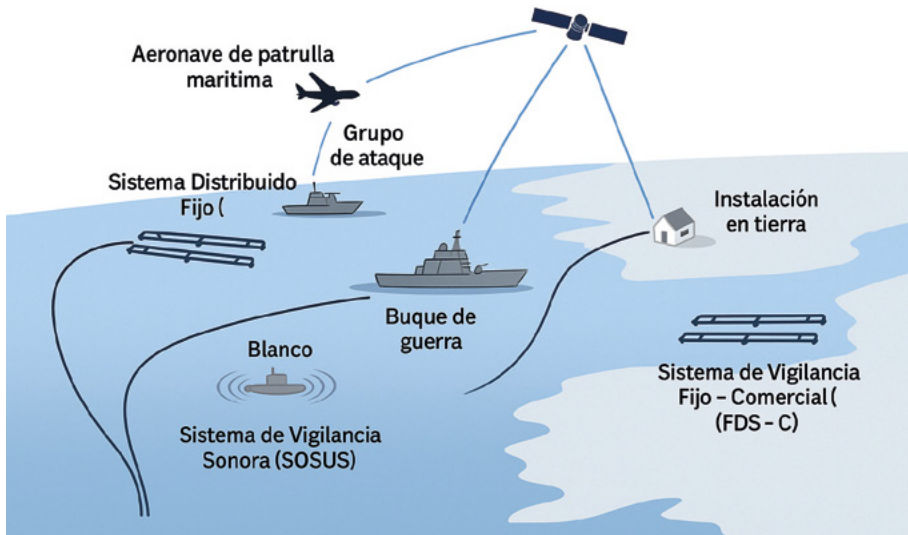 Aeronave de patrulla
maritima
Grupo
de ataque
Sistema Distribuido
Fijo (
Instalación
en tierra
Buque de
guerra
Blanco
Sistema de Vigilancia
Sonora (SOSUS)
Sistema de Vigilancia
Fijo – Comercial (
(FDS – C)